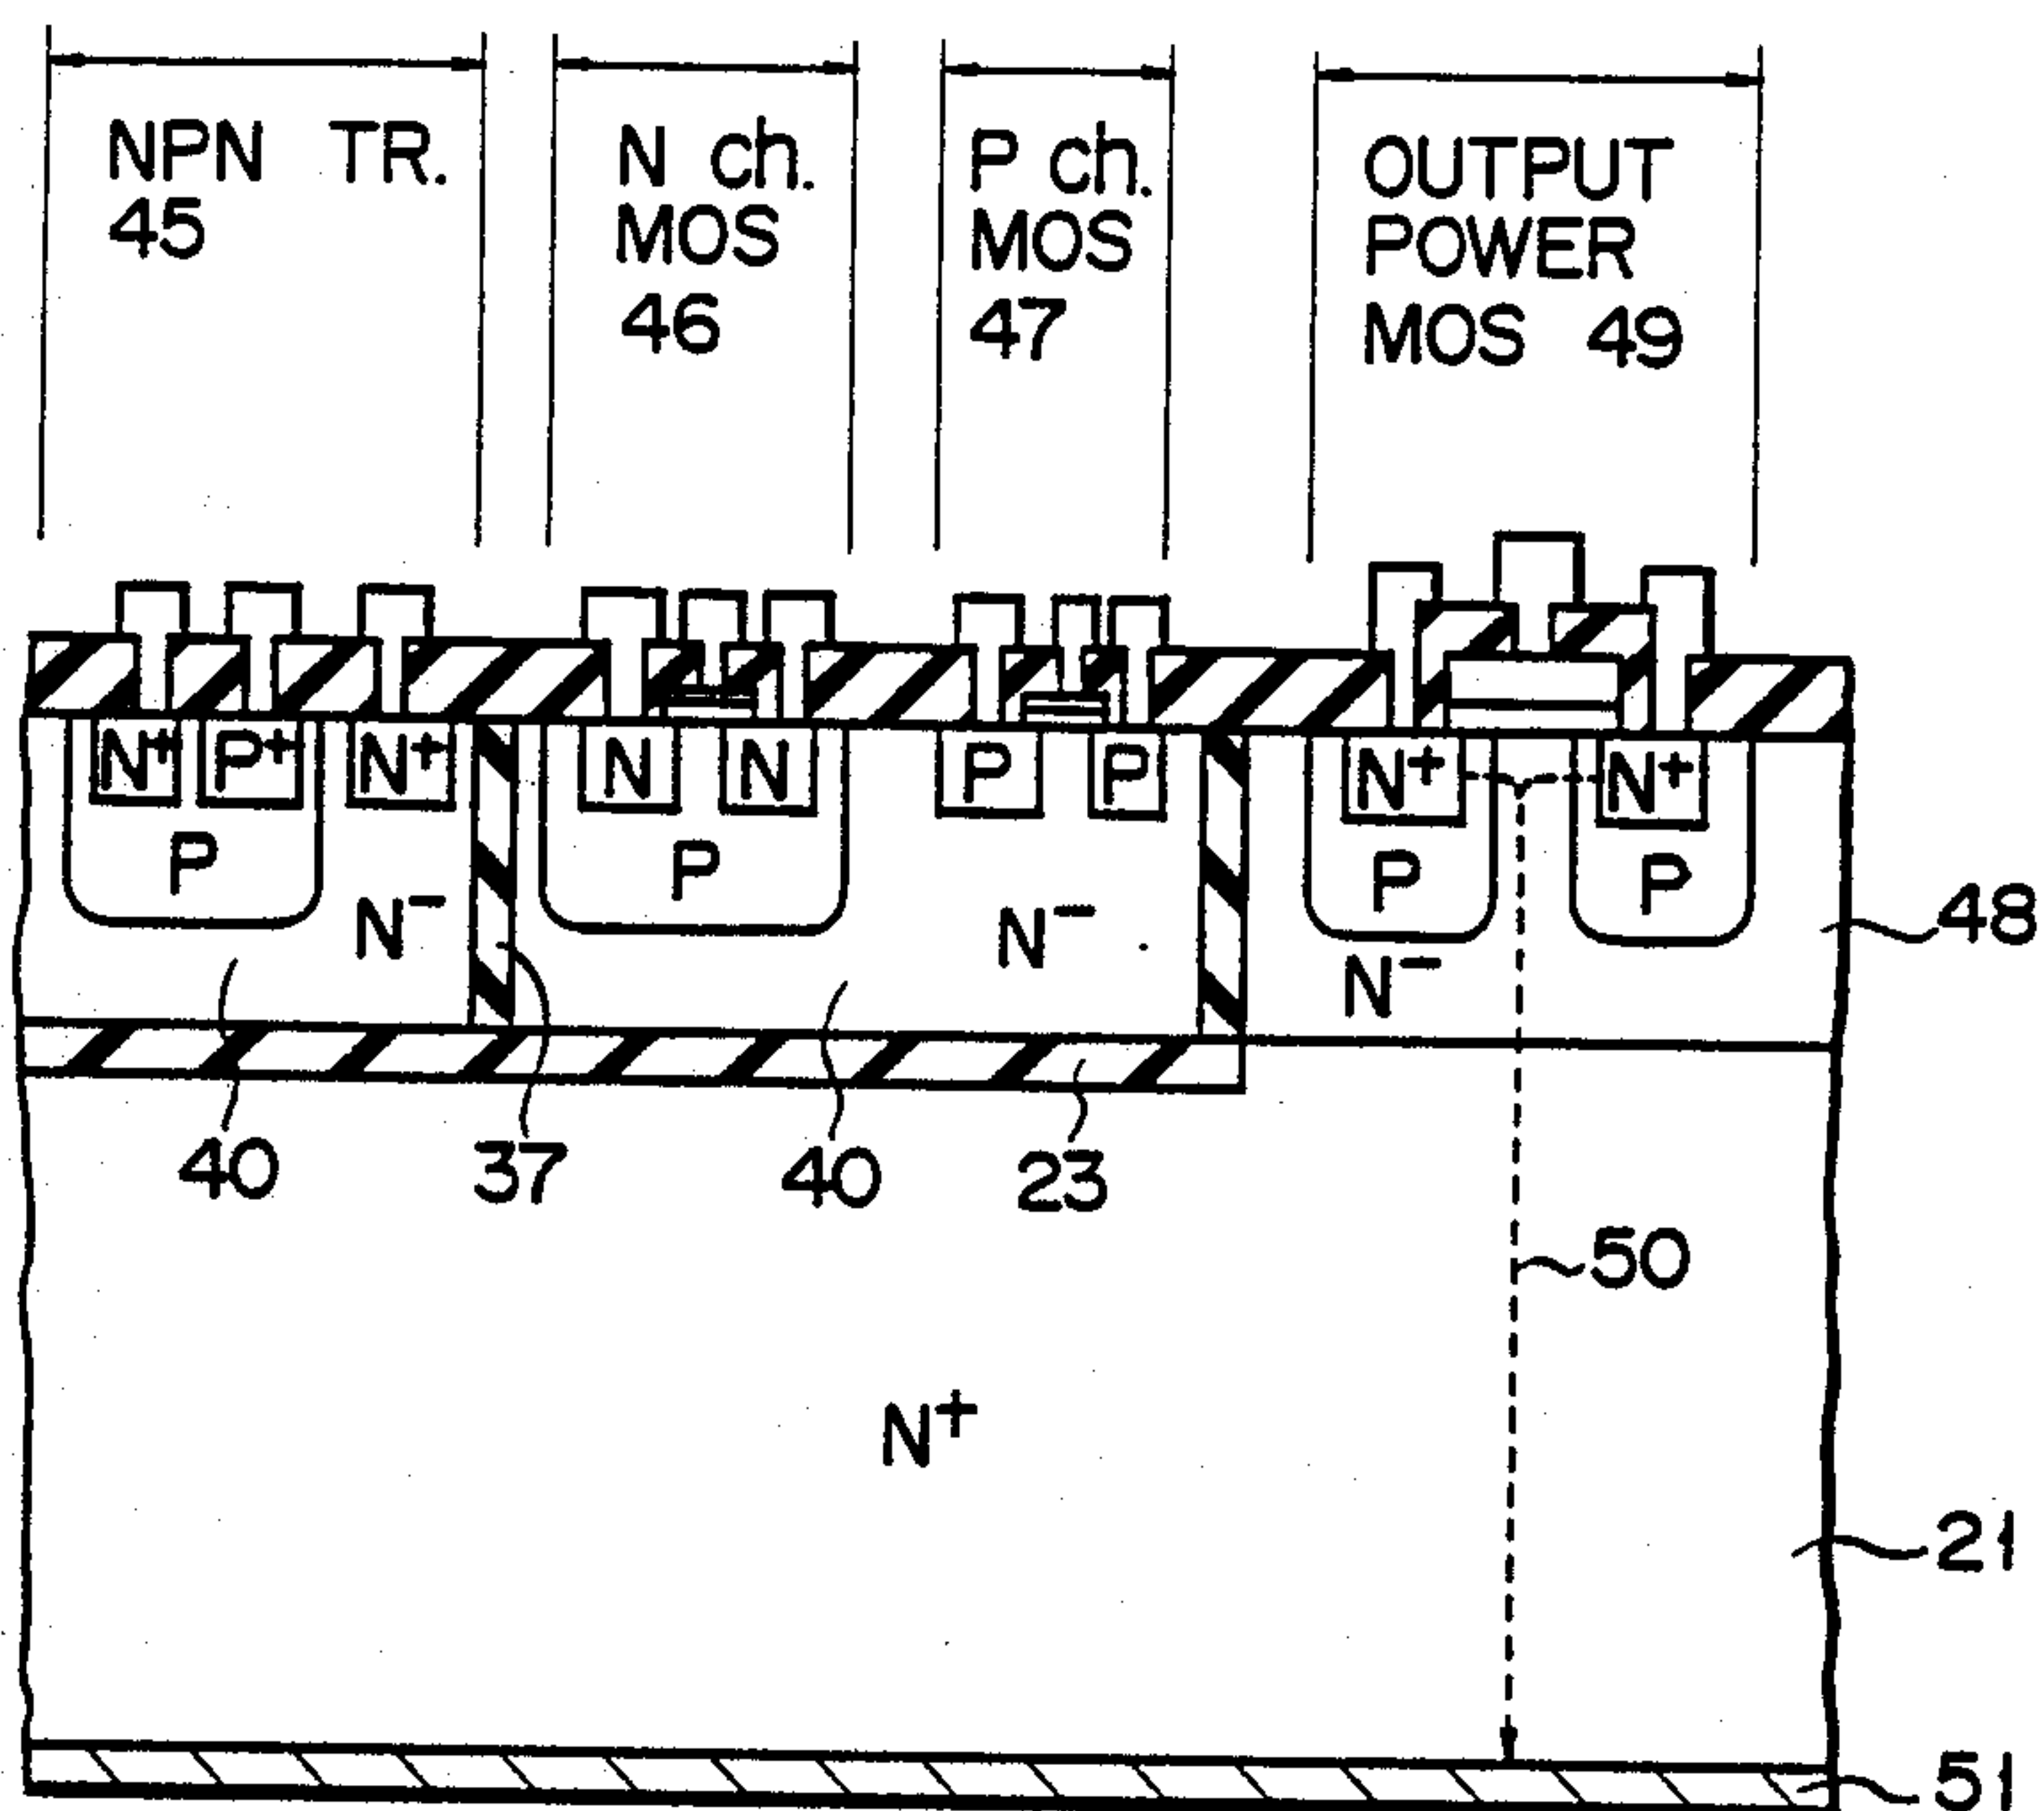 NPN TR.
45
N ch.
MOS
46
P ch.
MOS
47
OUTPUT
POWER
MOS 49
N+ P+ N+ N N P P N+ N+
P P P P
N- N- N- 48
40 37 40 23
50
N+
21
51